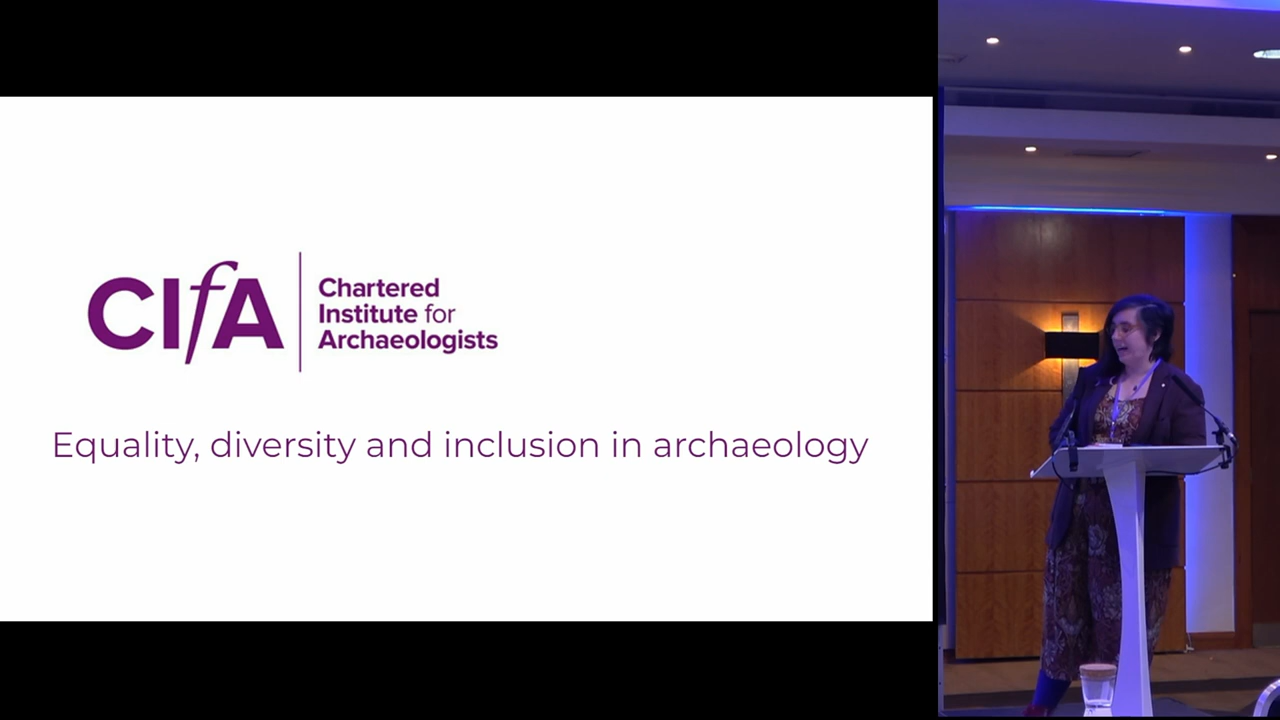 CIfA
Chartered
Institute for
Archaeologists
Equality, diversity and inclusion in archaeology